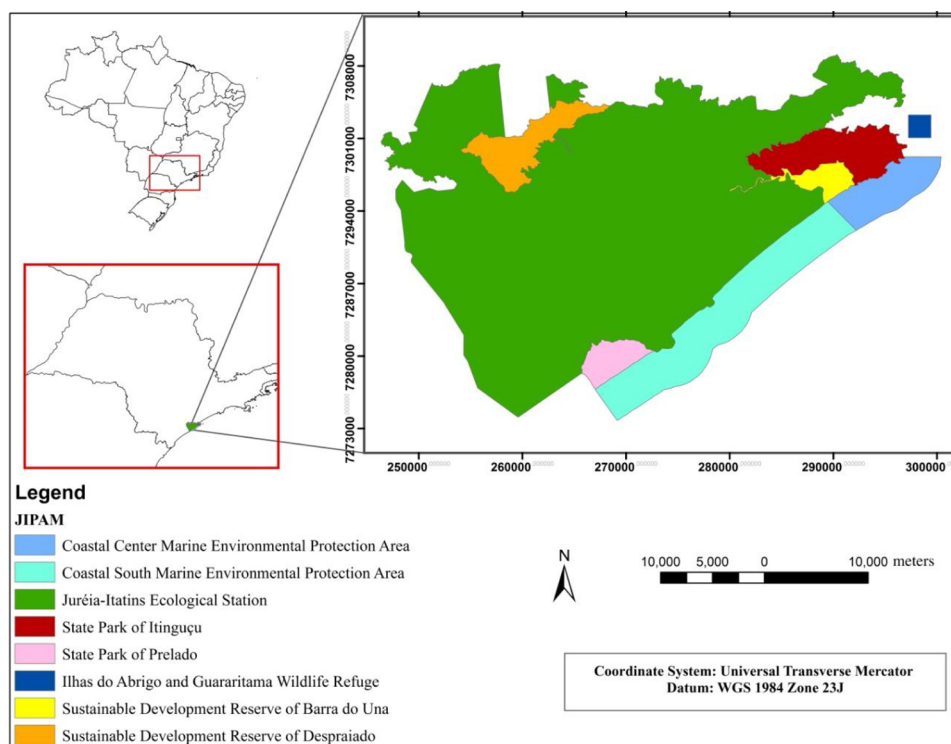 7308000
7301000
7294000
7287000
7280000
7273000
250000
260000
270000
280000
290000
300000
Legend
JIPAM
Coastal Center Marine Environmental Protection Area
Coastal South Marine Environmental Protection Area
Juréia-Itatins Ecological Station
State Park of Itinguçu
State Park of Prelado
Ilhas do Abrigo and Guararitama Wildlife Refuge
Sustainable Development Reserve of Barra do Una
Sustainable Development Reserve of Despraiado
N
10,000 5,000 0 10,000 meters
Coordinate System: Universal Transverse Mercator
Datum: WGS 1984 Zone 23J